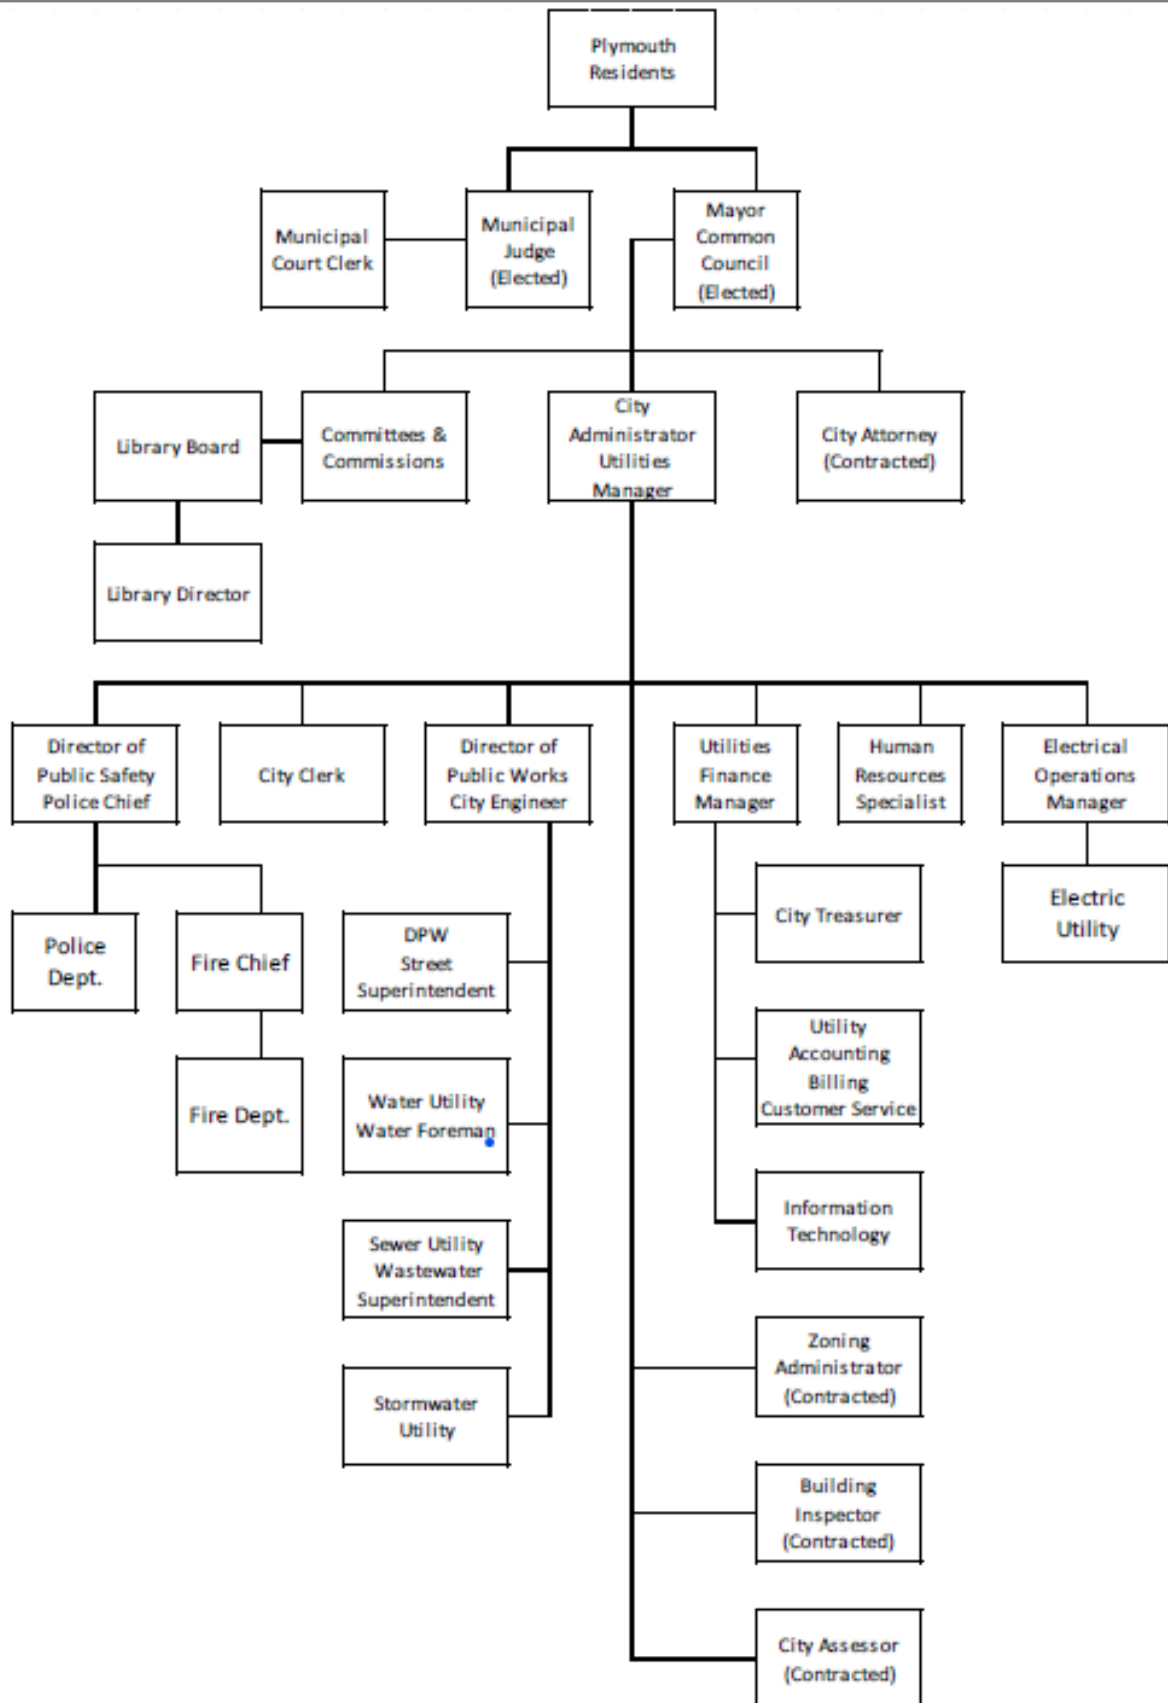 Plymouth
Residents
Municipal
Court Clerk
Municipal
Judge
(Elected)
Mayor
Common
Council
(Elected)
Library Board
Committees &
Commissions
City
Administrator
Utilities
Manager
City Attorney
(Contracted)
Library Director
Director of
Public Safety
Police Chief
City Clerk
Director of
Public Works
City Engineer
Utilities
Finance
Manager
Human
Resources
Specialist
Electrical
Operations
Manager
Police
Dept.
Fire Chief
DPW
Street
Superintendent
City Treasurer
Electric
Utility
Fire Dept.
Water Utility
Water Foreman
Utility
Accounting
Billing
Customer Service
Sewer Utility
Wastewater
Superintendent
Information
Technology
Stormwater
Utility
Zoning
Administrator
(Contracted)
Building
Inspector
(Contracted)
City Assessor
(Contracted)